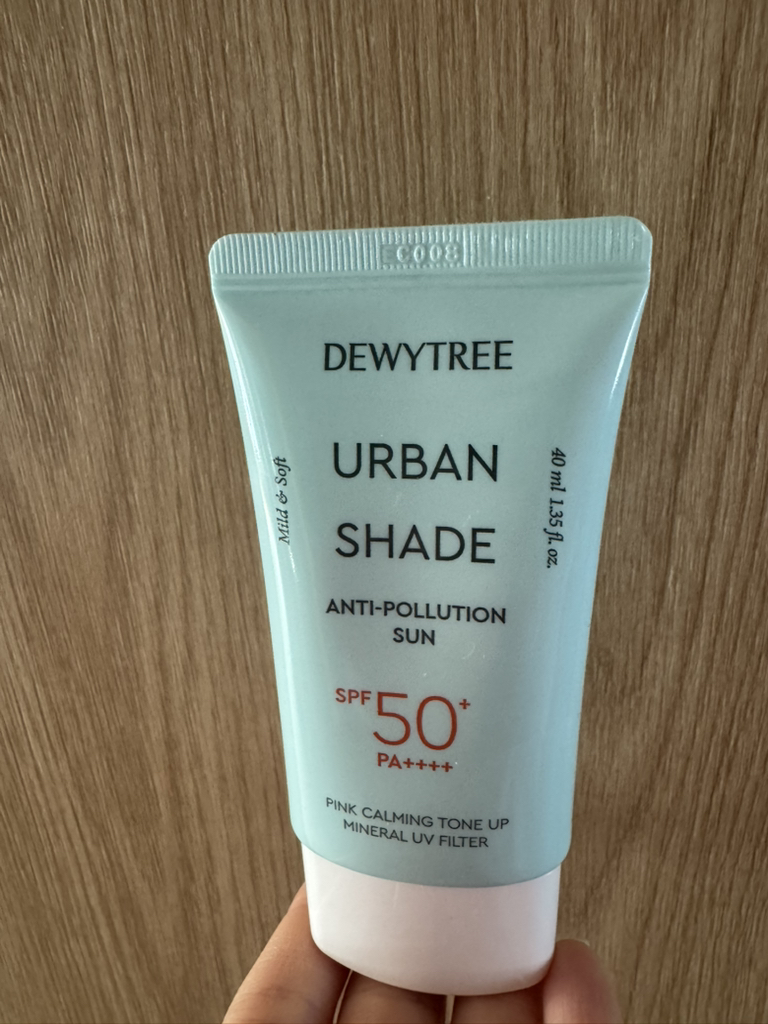 C008
DEWYTREE
URBAN
SHADE
Mild & Soft
40 ml 1.35 fl. oz.
ANTI-POLLUTION
SUN
SPF 50+
PA++++
PINK CALMING TONE UP
MINERAL UV FILTER